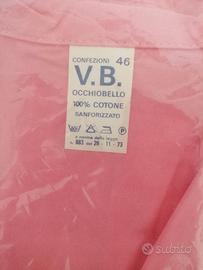 CONFEZIONI 46
V.B.
OCCHIOBELLO
100% COTONE
SANFORIZZATO
P
a norma della legge
n. 883 del 26 - 11 - 73
subito